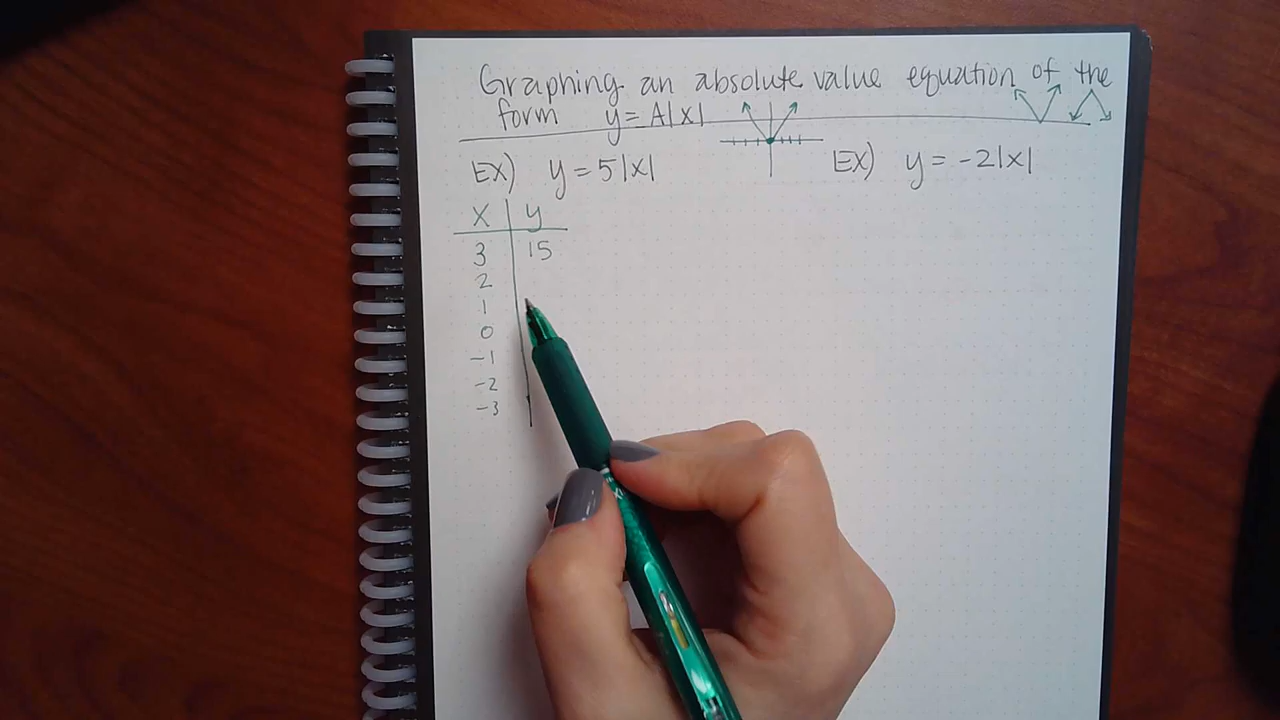 Graphing an absolute value equation of the
form y = A|x|
EX) y = 5|x|
EX) y = -2|x|
x y
3 15
2
1
0
-1
-2
-3